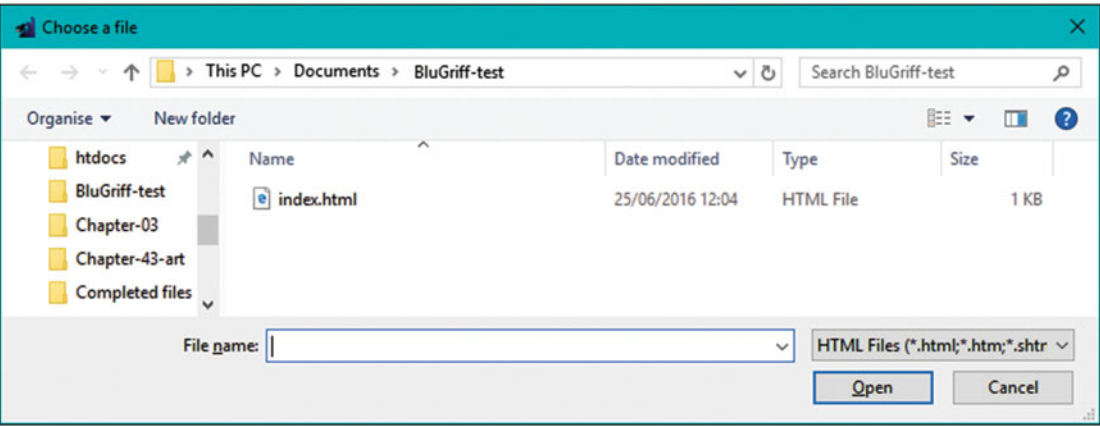 Choose a file
This PC > Documents > BluGriff-test
Search BluGriff-test
Organise
New folder
Name Date modified Type Size
htdocs
BluGriff-test
Chapter-03
Chapter-43-art
Completed files
index.html 25/06/2016 12:04 HTML File 1 KB
File name:
HTML Files (*.html;*.htm;*.shtr
Open Cancel